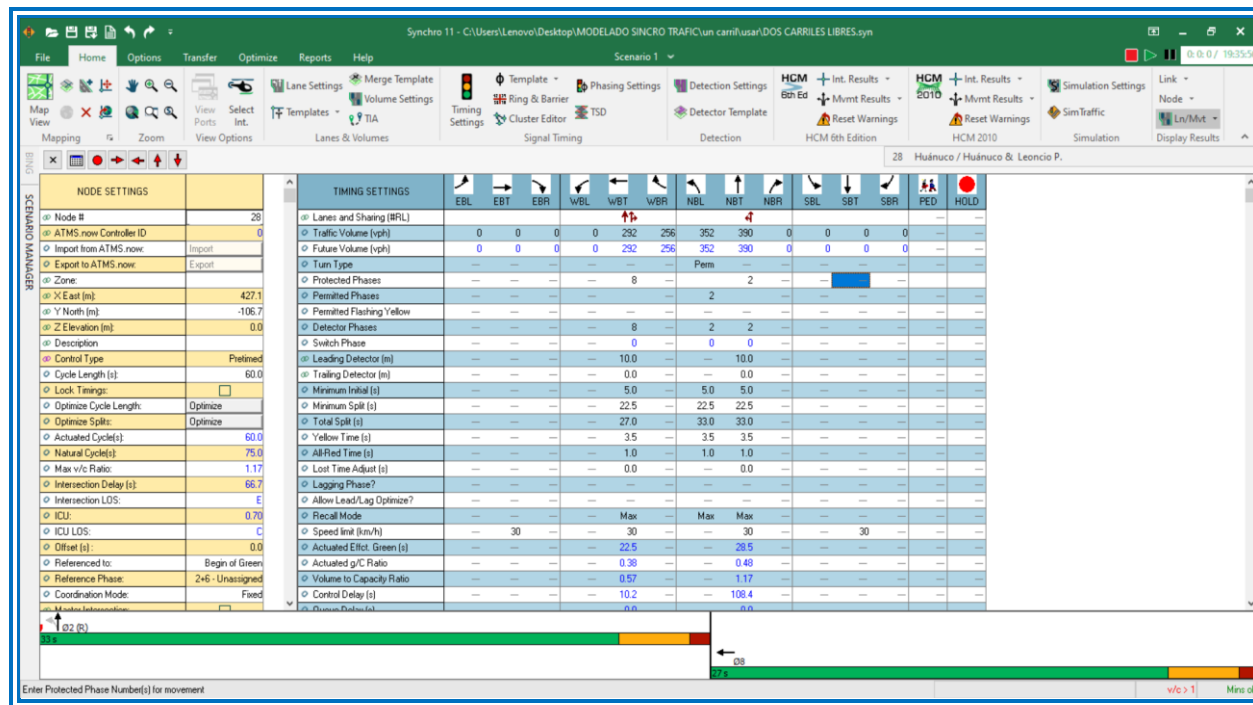 Synchro 11 - C:\Users\Lenovo\Desktop\MODELADO SINCRO TRAFIC\un carril\usar\DOS CARRILES LIBRES.syn
File Home Options Transfer Optimize Reports Help Scenario 1 0: 0: 0 / 19:35:5
Map View View Ports Select Int. Lane Settings Merge Template Templates Volume Settings TIA Timing Settings Template Phasing Settings Ring & Barrier TSD Cluster Editor Detection Settings Detector Template HCM 6th Ed Int. Results Mvmt Results Reset Warnings HCM 2010 Int. Results Mvmt Results Reset Warnings Simulation Settings SimTraffic Link Node Ln/Mvt
Mapping Zoom View Options Lanes & Volumes Signal Timing Detection HCM 6th Edition HCM 2010 Simulation Display Results
BING 28 Huánuco / Huánuco & Leoncio P.
SCENARIO MANAGER
NODE SETTINGS
Node # 28
ATMS.now Controller ID 0
Import from ATMS.now: Import
Export to ATMS.now: Export
Zone:
X East (m): 427.1
Y North (m): -106.7
Z Elevation (m): 0.0
Description
Control Type Pretimed
Cycle Length (s): 60.0
Lock Timings:
Optimize Cycle Length: Optimize
Optimize Splits: Optimize
Actuated Cycle(s): 60.0
Natural Cycle(s): 75.0
Max v/c Ratio: 1.17
Intersection Delay (s): 66.7
Intersection LOS: E
ICU: 0.70
ICU LOS: C
Offset (s) : 0.0
Referenced to: Begin of Green
Reference Phase: 2+6 - Unassigned
Coordination Mode: Fixed
Master Intersection:
TIMING SETTINGS EBL EBT EBR WBL WBT WBR NBL NBT NBR SBL SBT SBR PED HOLD
Lanes and Sharing (#RL) — —
Traffic Volume (vph) 0 0 0 0 292 256 352 390 0 0 0 0 — —
Future Volume (vph) 0 0 0 0 292 256 352 390 0 0 0 0 — —
Turn Type — — — — — — Perm — — — — — — —
Protected Phases — — — — 8 — — 2 — — — — — —
Permitted Phases — — — — — — 2 — — — — — — —
Permitted Flashing Yellow — — — — — — — — — — — — — —
Detector Phases — — — — 8 — 2 2 — — — — — —
Switch Phase — — — — 0 — 0 0 — — — — — —
Leading Detector (m) — — — — 10.0 — — 10.0 — — — — — —
Trailing Detector (m) — — — — 0.0 — — 0.0 — — — — — —
Minimum Initial (s) — — — — 5.0 — 5.0 5.0 — — — — — —
Minimum Split (s) — — — — 22.5 — 22.5 22.5 — — — — — —
Total Split (s) — — — — 27.0 — 33.0 33.0 — — — — — —
Yellow Time (s) — — — — 3.5 — 3.5 3.5 — — — — — —
All-Red Time (s) — — — — 1.0 — 1.0 1.0 — — — — — —
Lost Time Adjust (s) — — — — 0.0 — — 0.0 — — — — — —
Lagging Phase? — — — — — — — — — — — — — —
Allow Lead/Lag Optimize? — — — — — — — — — — — — — —
Recall Mode — — — — Max — Max Max — — — — — —
Speed limit (km/h) — 30 — — 30 — — 30 — — 30 — — —
Actuated Effct. Green (s) — — — — 22.5 — — 28.5 — — — — — —
Actuated g/C Ratio — — — — 0.38 — — 0.48 — — — — — —
Volume to Capacity Ratio — — — — 0.57 — — 1.17 — — — — — —
Control Delay (s) — — — — 10.2 — — 108.4 — — — — — —
Queue Delay (s) 0.0 0.0
Ø2 (R)
33 s
Ø8
27 s
Enter Protected Phase Number(s) for movement v/c > 1 Mins o